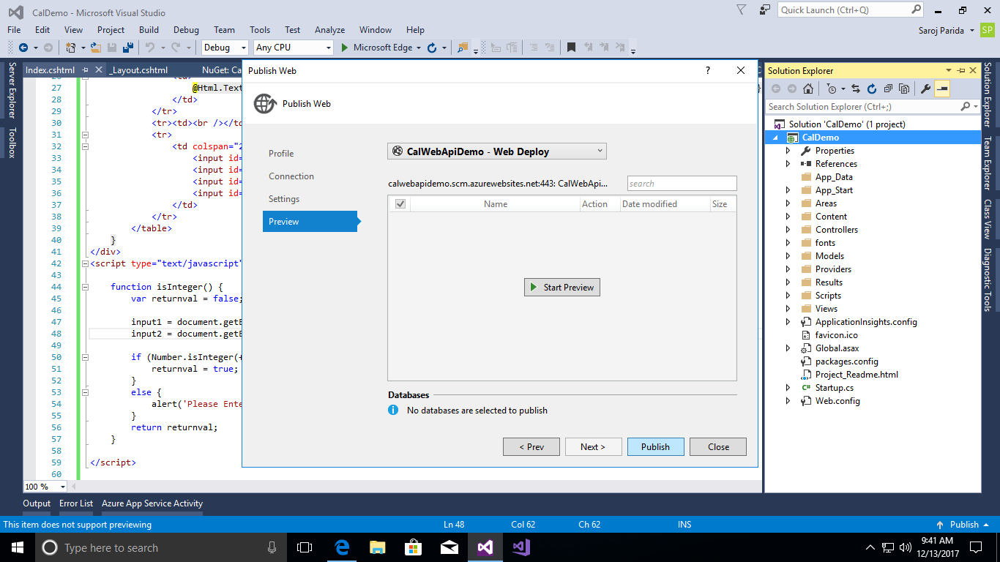 CalDemo - Microsoft Visual Studio
Quick Launch (Ctrl+Q)
File Edit View Project Build Debug Team Tools Test Analyze Window Help
Saroj Parida SP
Debug Any CPU Microsoft Edge
Server Explorer
Toolbox
Index.cshtml _Layout.cshtml NuGet: Ca
27 @Html.Text
28 </td>
29 </tr>
30 <tr><td><br /></td
31 <tr>
32 <td colspan="2
33 <input id=
34 <input id=
35 <input id=
36 <input id=
37 </td>
38 </tr>
39 </table>
40 }
41 </div>
42 <script type="text/javascript"
43
44 function isInteger() {
45 var returnval = false;
46
47 input1 = document.getE
48 input2 = document.getE
49
50 if (Number.isInteger(+
51 returnval = true;
52 }
53 else {
54 alert('Please Ente
55 }
56 return returnval;
57 }
58
59 </script>
60
100 %
Publish Web ?
Publish Web
Profile
Connection
Settings
Preview
CalWebApiDemo - Web Deploy
calwebapidemo.scm.azurewebsites.net:443: CalWebApi...
search
Name Action Date modified Size
Start Preview
Databases
No databases are selected to publish
< Prev Next > Publish Close
Solution Explorer
Search Solution Explorer (Ctrl+;)
Solution 'CalDemo' (1 project)
CalDemo
Properties
References
App_Data
App_Start
Areas
Content
Controllers
fonts
Models
Providers
Results
Scripts
Views
ApplicationInsights.config
favicon.ico
Global.asax
packages.config
Project_Readme.html
C# Startup.cs
Web.config
Solution Explorer
Team Explorer
Class View
Diagnostic Tools
Output Error List Azure App Service Activity
This item does not support previewing Ln 48 Col 62 Ch 62 INS Publish
Type here to search
9:41 AM
12/13/2017